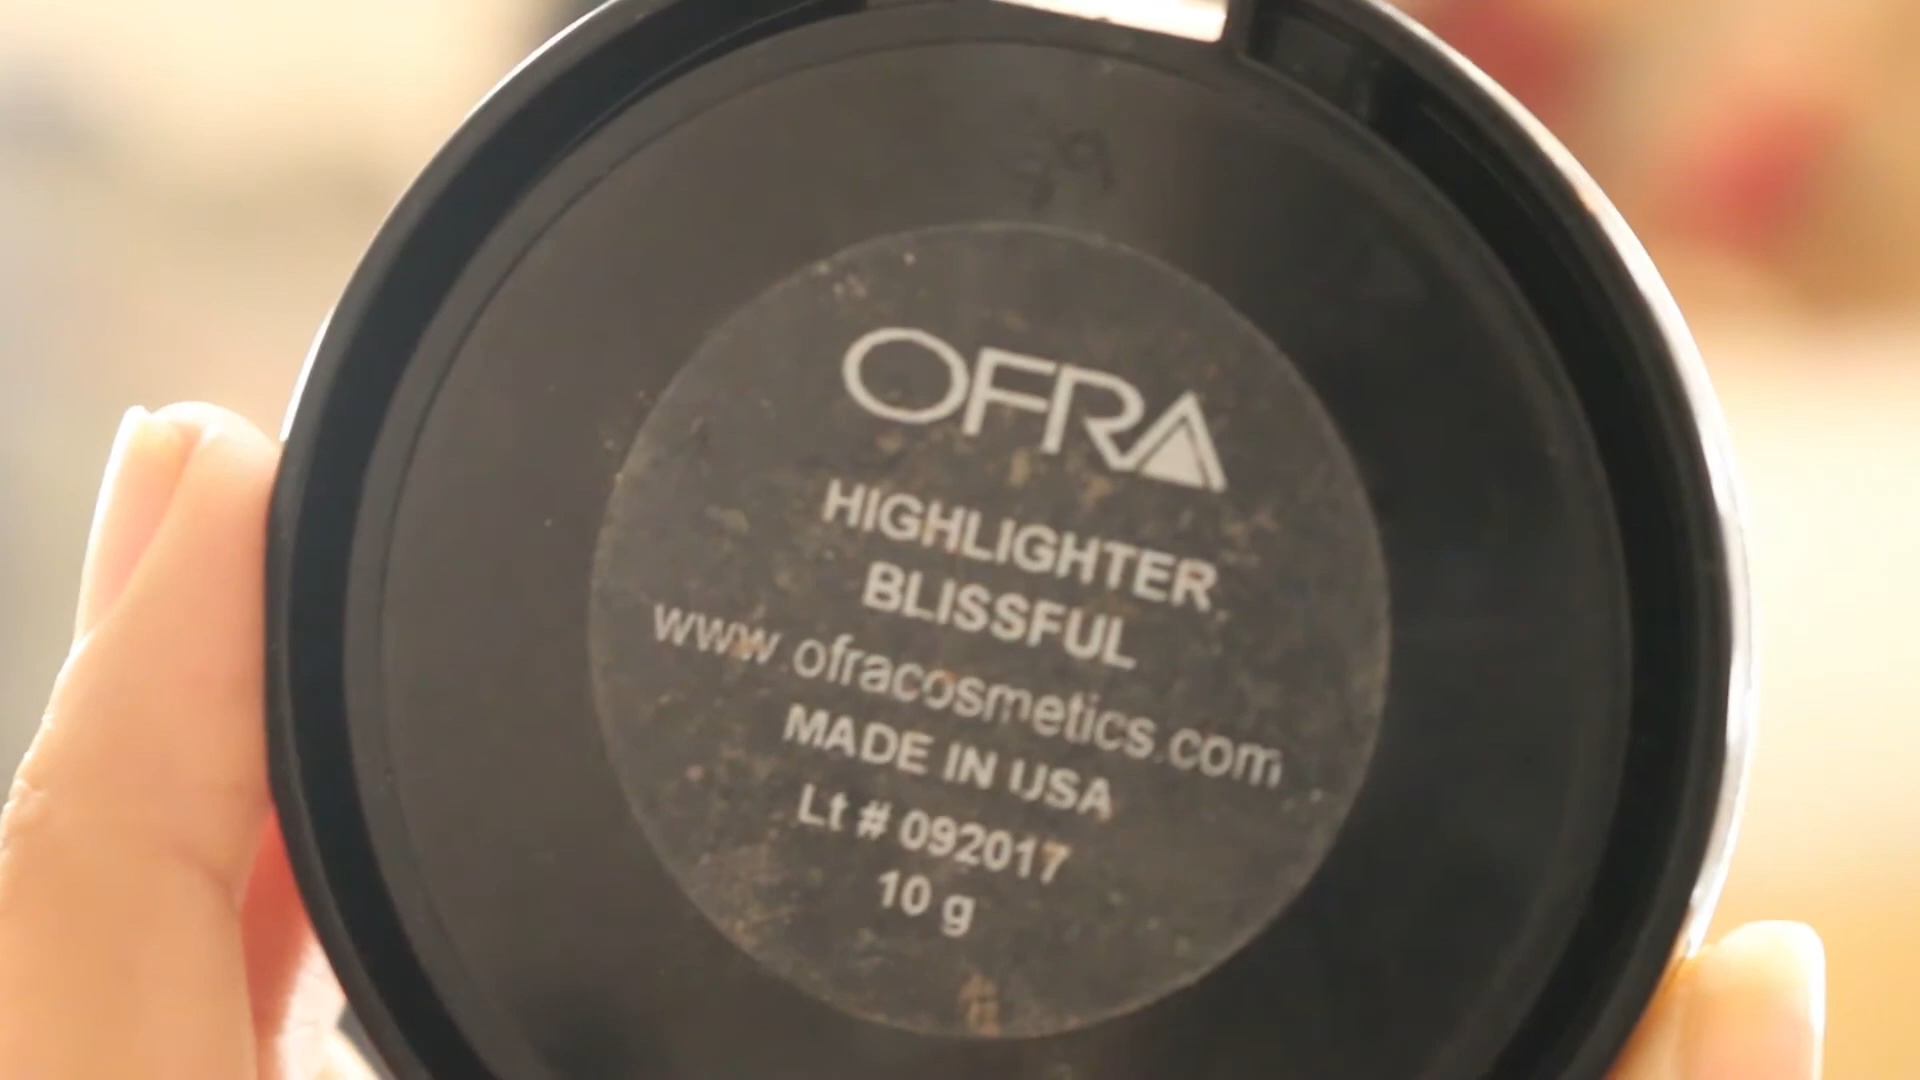 OFRA
HIGHLIGHTER
BLISSFUL
www.ofracosmetics.com
MADE IN USA
Lt # 092017
10 g